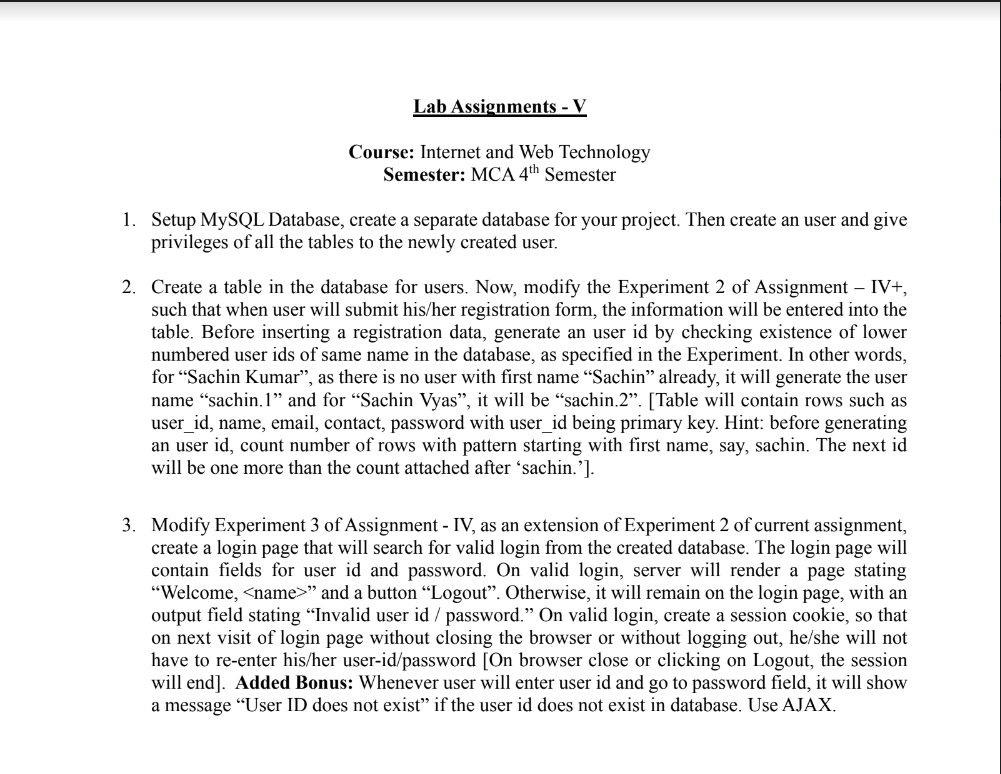 Lab Assignments - V
Course: Internet and Web Technology
Semester: MCA 4th Semester
1. Setup MySQL Database, create a separate database for your project. Then create an user and give
privileges of all the tables to the newly created user.
2. Create a table in the database for users. Now, modify the Experiment 2 of Assignment – IV+,
such that when user will submit his/her registration form, the information will be entered into the
table. Before inserting a registration data, generate an user id by checking existence of lower
numbered user ids of same name in the database, as specified in the Experiment. In other words,
for “Sachin Kumar”, as there is no user with first name “Sachin” already, it will generate the user
name “sachin.1” and for “Sachin Vyas”, it will be “sachin.2”. [Table will contain rows such as
user_id, name, email, contact, password with user_id being primary key. Hint: before generating
an user id, count number of rows with pattern starting with first name, say, sachin. The next id
will be one more than the count attached after ‘sachin.’].
3. Modify Experiment 3 of Assignment - IV, as an extension of Experiment 2 of current assignment,
create a login page that will search for valid login from the created database. The login page will
contain fields for user id and password. On valid login, server will render a page stating
“Welcome, <name>” and a button “Logout”. Otherwise, it will remain on the login page, with an
output field stating “Invalid user id / password.” On valid login, create a session cookie, so that
on next visit of login page without closing the browser or without logging out, he/she will not
have to re-enter his/her user-id/password [On browser close or clicking on Logout, the session
will end]. Added Bonus: Whenever user will enter user id and go to password field, it will show
a message “User ID does not exist” if the user id does not exist in database. Use AJAX.